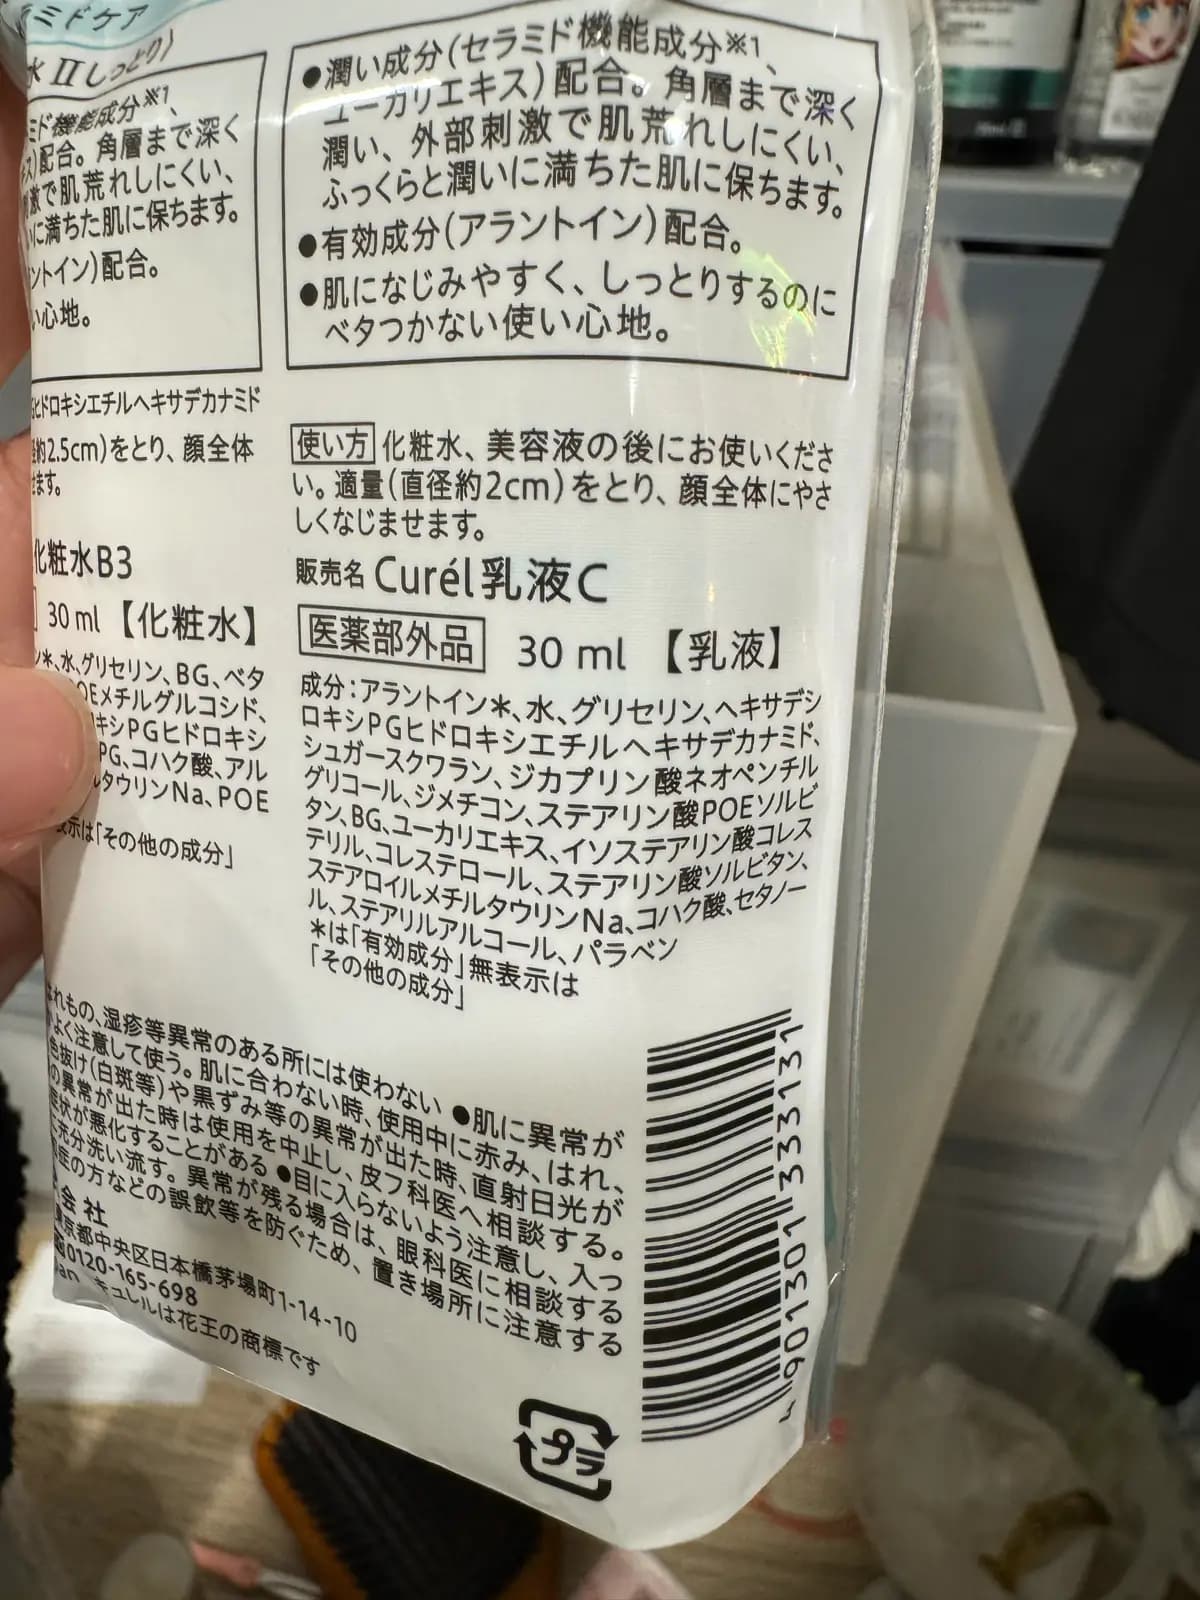 ミドケア
水 II しっとり)
ミド機能成分※1、
ス)配合。角層まで深く
激で肌荒れしにくい、
に満ちた肌に保ちます。
ントイン)配合。
い心地。
ヒドロキシエチルヘキサデカナミド
約2.5cm)をとり、顔全体
ます。
化粧水B3
30 ml 【化粧水】
ン*、水、グリセリン、BG、ベタ
OEメチルグルコシド、
キシPGヒドロキシ
PG、コハク酸、アル
ルタウリンNa、POE
表示は「その他の成分」
●潤い成分(セラミド機能成分※1、
ユーカリエキス)配合。角層まで深く
潤い、外部刺激で肌荒れしにくい、
ふっくらと潤いに満ちた肌に保ちます。
●有効成分(アラントイン)配合。
●肌になじみやすく、しっとりするのに
ベタつかない使い心地。
使い方 化粧水、美容液の後にお使いくださ
い。適量(直径約2cm)をとり、顔全体にやさ
しくなじませます。
販売名 Curél乳液C
医薬部外品 30 ml 【乳液】
成分:アラントイン*、水、グリセリン、ヘキサデシ
ロキシPGヒドロキシエチルヘキサデカナミド、
シュガースクワラン、ジカプリン酸ネオペンチル
グリコール、ジメチコン、ステアリン酸POEソルビ
タン、BG、ユーカリエキス、イソステアリン酸コレス
テリル、コレステロール、ステアリン酸ソルビタン、
ステアロイルメチルタウリンNa、コハク酸、セタノー
ル、ステアリルアルコール、パラベン
*は「有効成分」無表示は
「その他の成分」
はれもの、湿疹等異常のある所には使わない ●肌に異常が
よく注意して使う。肌に合わない時、使用中に赤み、はれ、
色抜け(白斑等)や黒ずみ等の異常が出た時、直射日光が
の異常が出た時は使用を中止し、皮フ科医へ相談する。
症状が悪化することがある ●目に入らないよう注意し、入っ
充分洗い流す。異常が残る場合は、眼科医に相談する
症の方などの誤飲等を防ぐため、置き場所に注意する
会社
東京都中央区日本橋茅場町1-14-10
0120-165-698
キュレルは花王の商標です
4 901301 333131
プラ